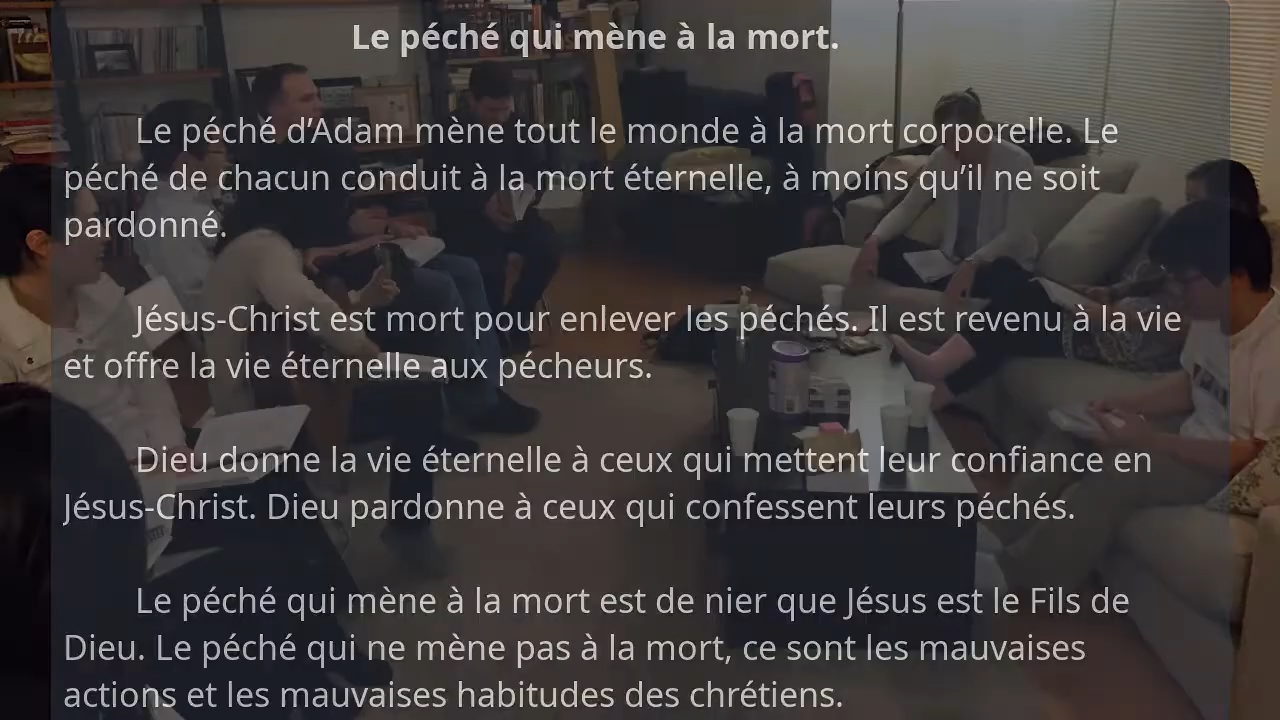 Le péché qui mène à la mort.
Le péché d’Adam mène tout le monde à la mort corporelle. Le
péché de chacun conduit à la mort éternelle, à moins qu’il ne soit
pardonné.
Jésus-Christ est mort pour enlever les péchés. Il est revenu à la vie
et offre la vie éternelle aux pécheurs.
Dieu donne la vie éternelle à ceux qui mettent leur confiance en
Jésus-Christ. Dieu pardonne à ceux qui confessent leurs péchés.
Le péché qui mène à la mort est de nier que Jésus est le Fils de
Dieu. Le péché qui ne mène pas à la mort, ce sont les mauvaises
actions et les mauvaises habitudes des chrétiens.